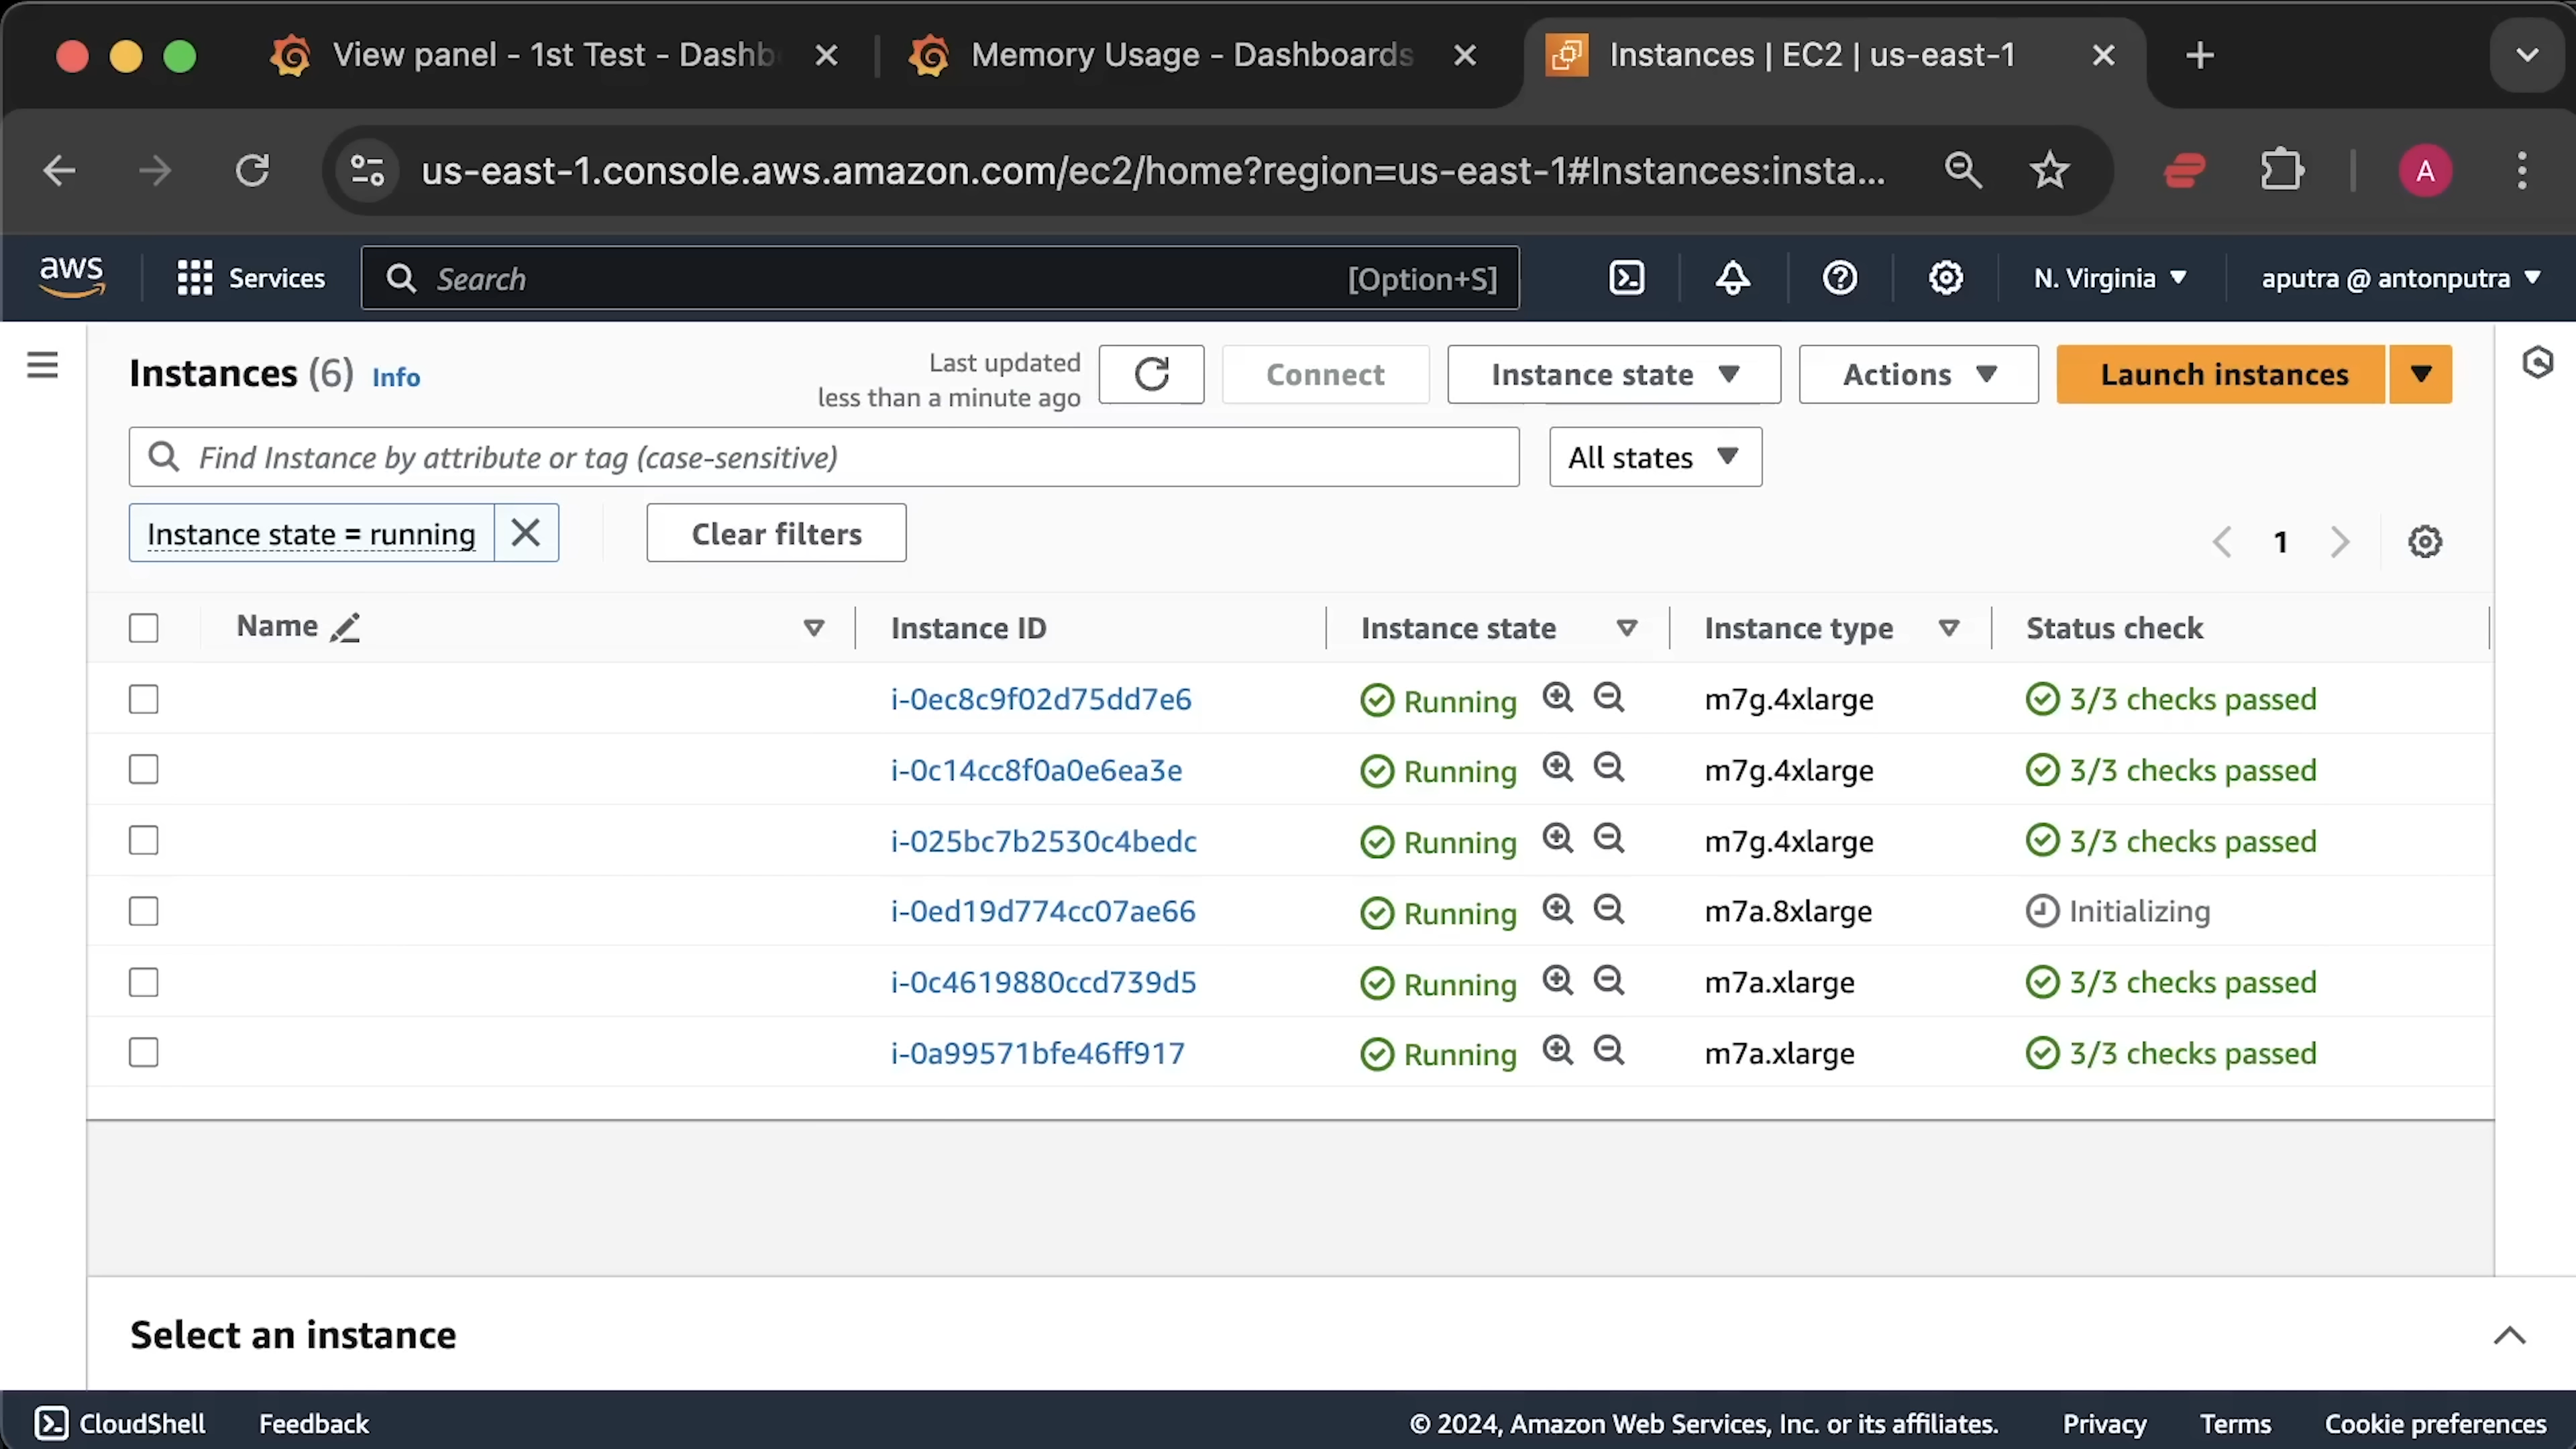 View panel - 1st Test - Dashb
Memory Usage - Dashboards
Instances | EC2 | us-east-1
us-east-1.console.aws.amazon.com/ec2/home?region=us-east-1#Instances:insta...
A
aws
Services
Search
[Option+S]
N. Virginia
aputra @ antonputra
Instances (6) Info
Last updated
less than a minute ago
Connect
Instance state
Actions
Launch instances
Find Instance by attribute or tag (case-sensitive)
All states
Instance state = running
Clear filters
1
Name Instance ID Instance state Instance type Status check
i-0ec8c9f02d75dd7e6 Running m7g.4xlarge 3/3 checks passed
i-0c14cc8f0a0e6ea3e Running m7g.4xlarge 3/3 checks passed
i-025bc7b2530c4bedc Running m7g.4xlarge 3/3 checks passed
i-0ed19d774cc07ae66 Running m7a.8xlarge Initializing
i-0c4619880ccd739d5 Running m7a.xlarge 3/3 checks passed
i-0a99571bfe46ff917 Running m7a.xlarge 3/3 checks passed
Select an instance
CloudShell Feedback © 2024, Amazon Web Services, Inc. or its affiliates. Privacy Terms Cookie preferences